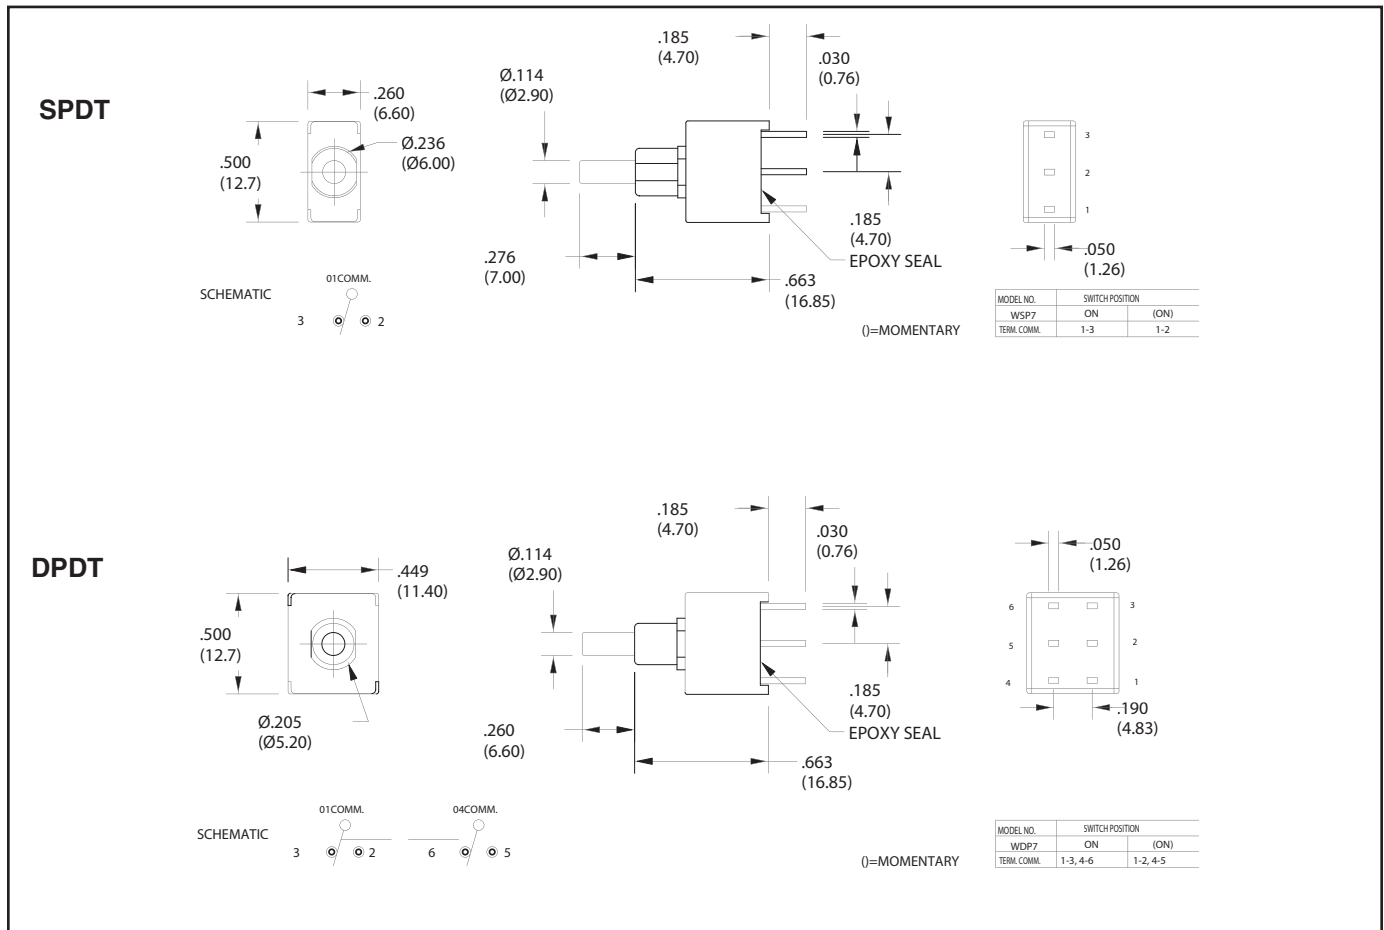 SPDT
.260
(6.60)
Ø.236
(Ø6.00)
.500
(12.7)
Ø.114
(Ø2.90)
.185
(4.70)
.030
(0.76)
.185
(4.70)
EPOXY SEAL
.276
(7.00)
.663
(16.85)
3
2
1
.050
(1.26)
SCHEMATIC
01COMM.
3 2
()=MOMENTARY
MODEL NO. SWITCH POSITION
WSP7 ON (ON)
TERM. COMM. 1-3 1-2
DPDT
.449
(11.40)
.500
(12.7)
Ø.205
(Ø5.20)
Ø.114
(Ø2.90)
.185
(4.70)
.030
(0.76)
.185
(4.70)
EPOXY SEAL
.260
(6.60)
.663
(16.85)
.050
(1.26)
6 3
5 2
4 1
.190
(4.83)
SCHEMATIC
01COMM. 04COMM.
3 2 6 5
()=MOMENTARY
MODEL NO. SWITCH POSITION
WDP7 ON (ON)
TERM. COMM. 1-3, 4-6 1-2, 4-5